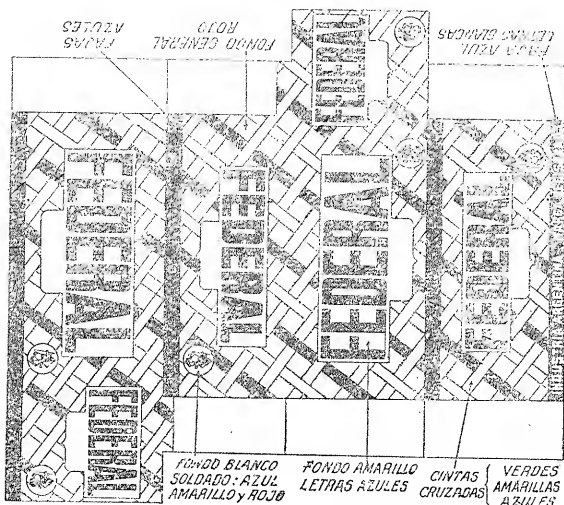 FAJAS
AZULES
FONDO GENERAL
ROJO
FAJA AZUL
LETRAS BLANCAS
FEDERAL
FEDERAL
FEDERAL
FEDERAL
FEDERAL
FEDERAL
FONDO BLANCO
SOLDADO: AZUL
AMARILLO y ROJO
FONDO AMARILLO
LETRAS AZULES
CINTAS
CRUZADAS
VERDES
AMARILLAS
AZULES